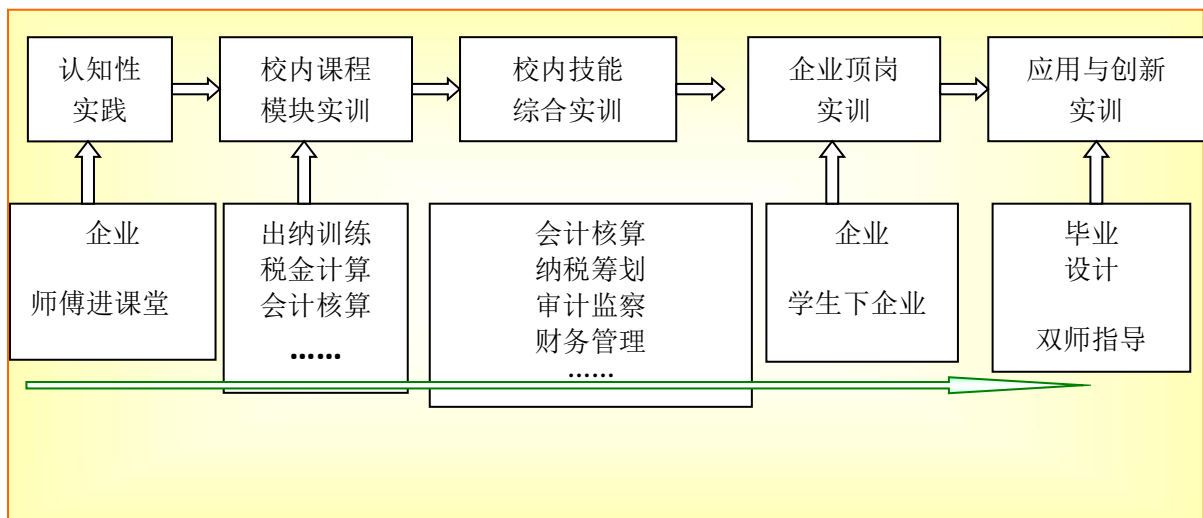 认知性
实践
校内课程
模块实训
校内技能
综合实训
企业顶岗
实训
应用与创新
实训
企业
师傅进课堂
出纳训练
税金计算
会计核算
……
会计核算
纳税筹划
审计监察
财务管理
……
企业
学生下企业
毕业
设计
双师指导